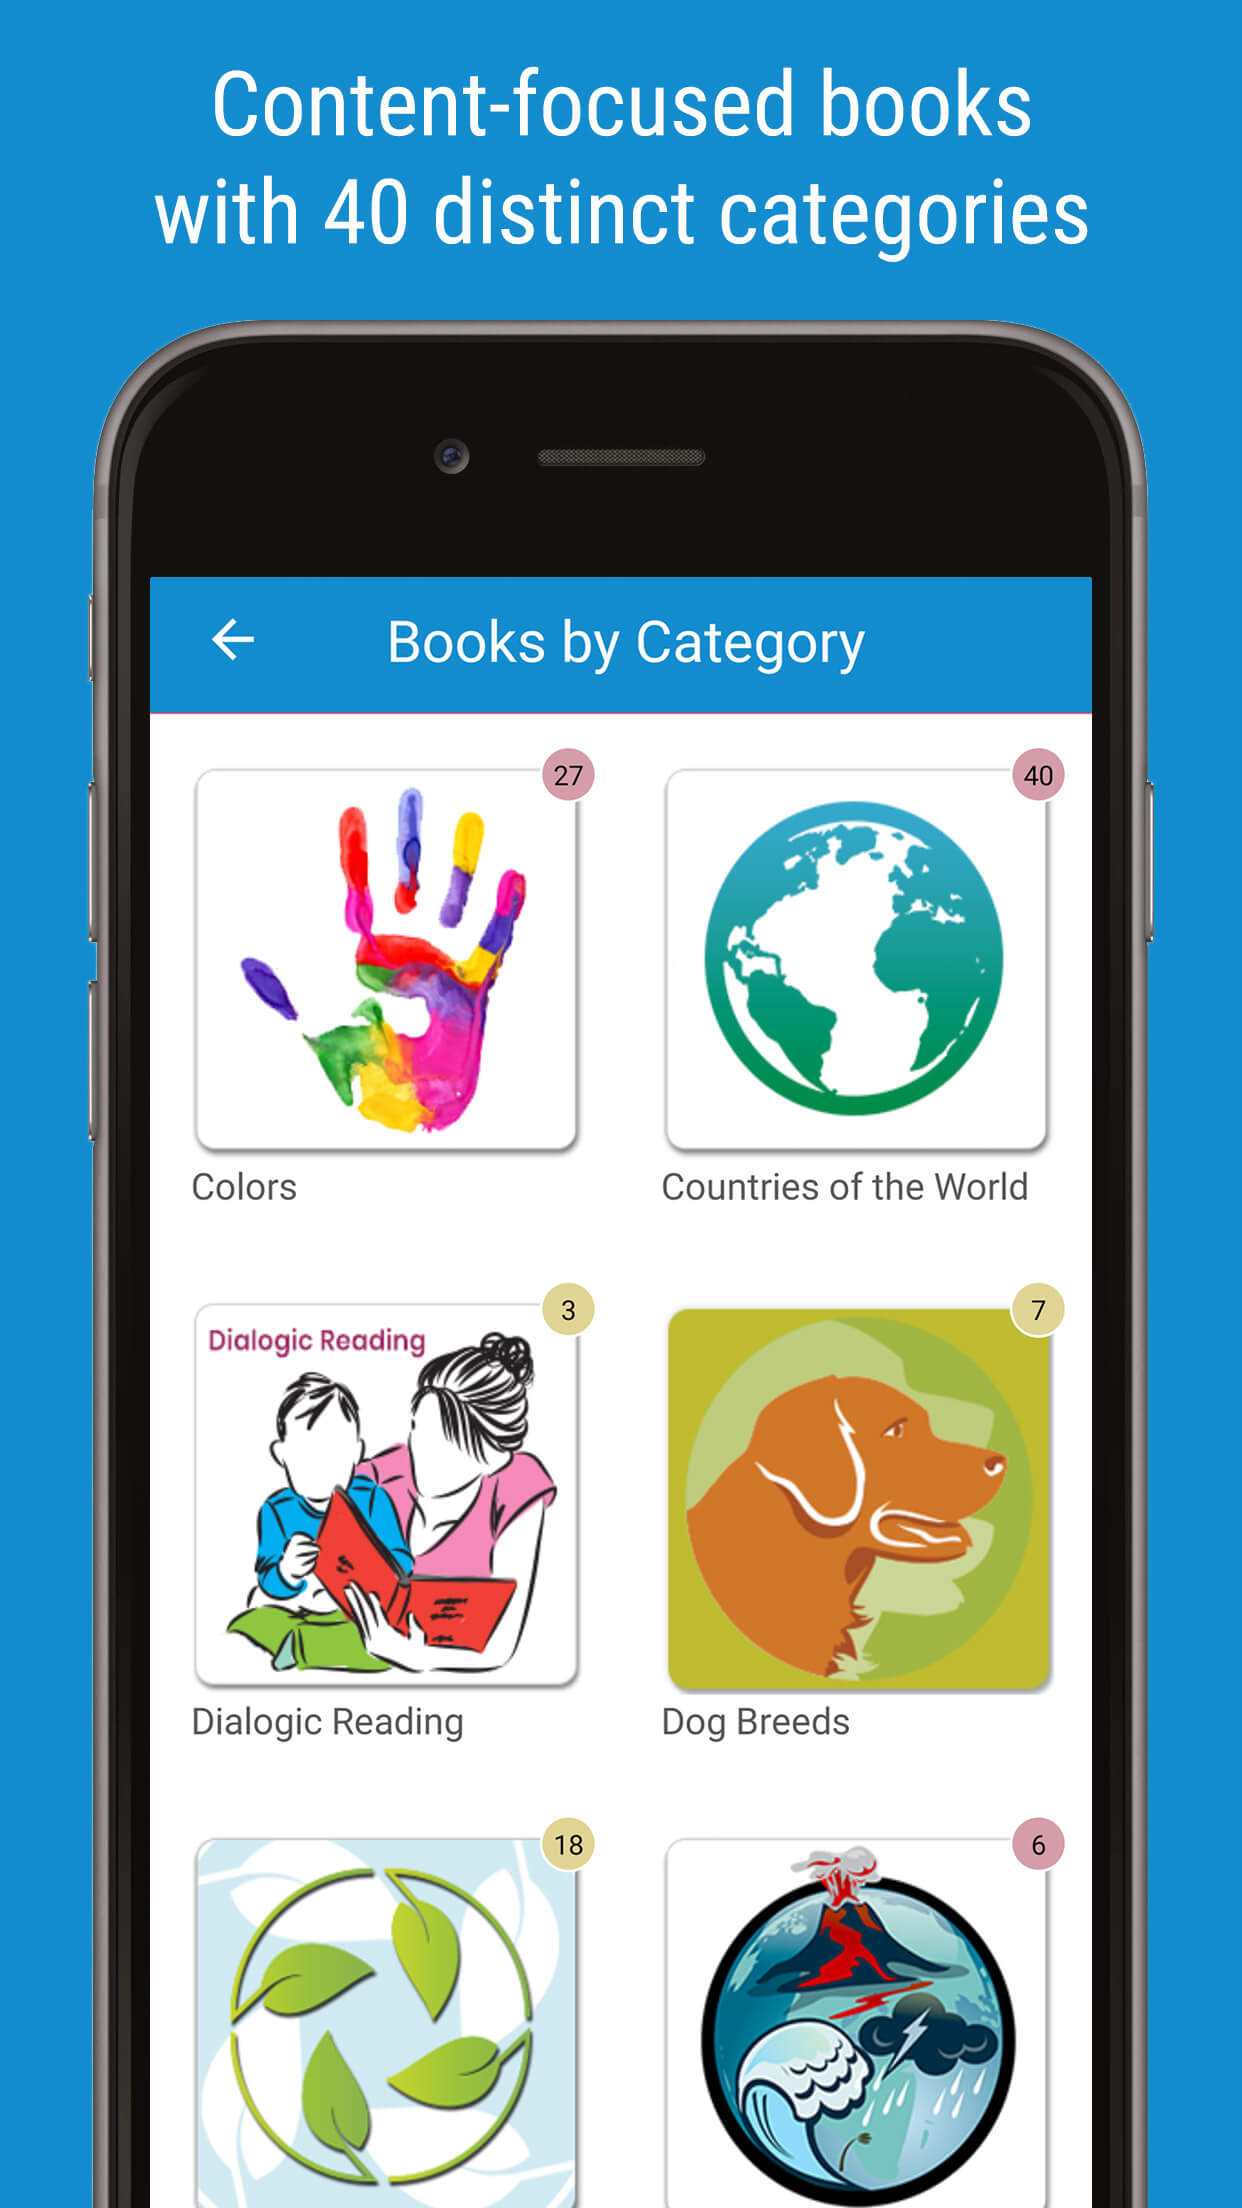 Content-focused books
with 40 distinct categories
Books by Category
27
40
Colors
Countries of the World
3
7
Dialogic Reading
Dialogic Reading
Dog Breeds
18
6